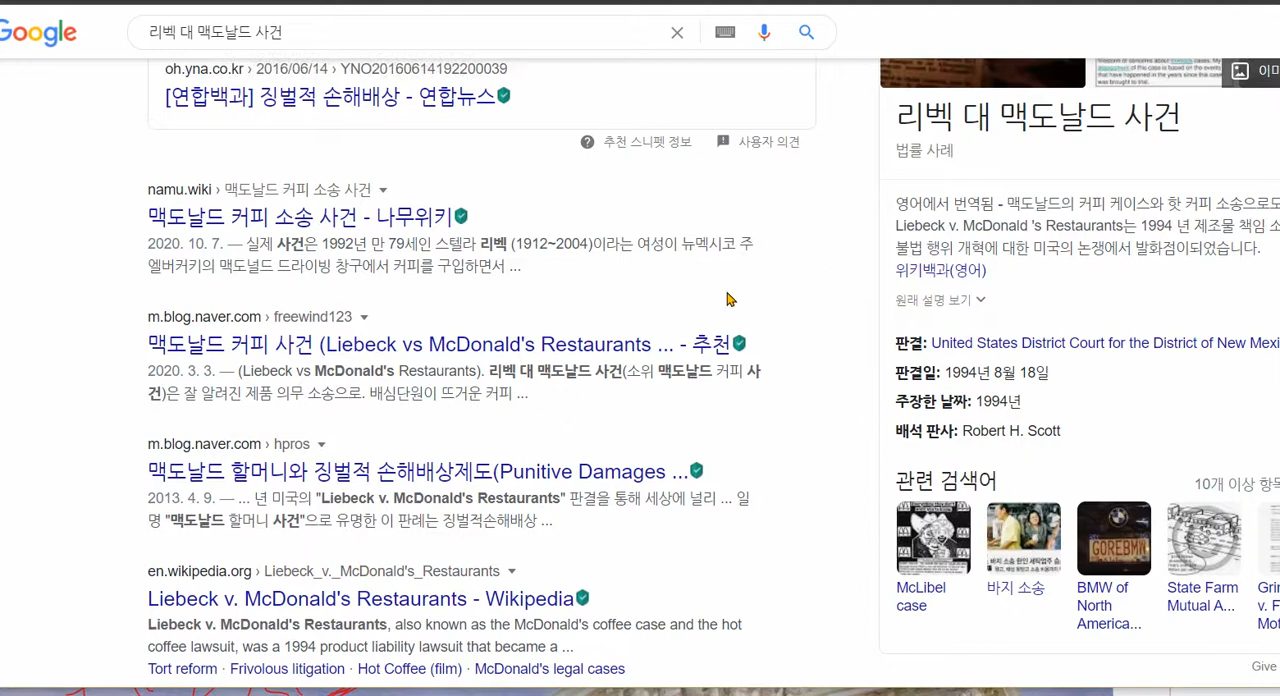 Google
리벡 대 맥도날드 사건
oh.yna.co.kr › 2016/06/14 › YNO20160614192200039
[연합백과] 징벌적 손해배상 - 연합뉴스
추천 스니펫 정보 사용자 의견
namu.wiki › 맥도날드 커피 소송 사건
맥도날드 커피 소송 사건 - 나무위키
2020. 10. 7. — 실제 사건은 1992년 만 79세인 스텔라 리벡 (1912~2004)이라는 여성이 뉴멕시코 주
엘버커키의 맥도널드 드라이빙 창구에서 커피를 구입하면서 ...
m.blog.naver.com › freewind123
맥도날드 커피 사건 (Liebeck vs McDonald's Restaurants ... - 추천
2020. 3. 3. — (Liebeck vs McDonald's Restaurants). 리벡 대 맥도날드 사건(소위 맥도날드 커피 사
건)은 잘 알려진 제품 의무 소송으로. 배심단원이 뜨거운 커피 ...
m.blog.naver.com › hpros
맥도날드 할머니와 징벌적 손해배상제도(Punitive Damages ...
2013. 4. 9. — ... 년 미국의 "Liebeck v. McDonald's Restaurants" 판결을 통해 세상에 널리 ... 일
명 "맥도날드 할머니 사건"으로 유명한 이 판례는 징벌적손해배상 ...
en.wikipedia.org › Liebeck_v_McDonald's_Restaurants
Liebeck v. McDonald's Restaurants - Wikipedia
Liebeck v. McDonald's Restaurants, also known as the McDonald's coffee case and the hot
coffee lawsuit, was a 1994 product liability lawsuit that became a ...
Tort reform · Frivolous litigation · Hot Coffee (film) · McDonald's legal cases
리벡 대 맥도날드 사건
법률 사례
영어에서 번역됨 - 맥도날드의 커피 케이스와 핫 커피 소송으로도
Liebeck v. McDonald 's Restaurants는 1994 년 제조물 책임 소
불법 행위 개혁에 대한 미국의 논쟁에서 발화점이되었습니다.
위키백과(영어)
원래 설명 보기
판결: United States District Court for the District of New Mexi
판결일: 1994년 8월 18일
주장한 날짜: 1994년
배석 판사: Robert H. Scott
관련 검색어 10개 이상 항목
GOREBMW
McLibel
case
바지 소송
BMW of
North
America...
State Farm
Mutual A...
Grin
v. F
Mot
Give